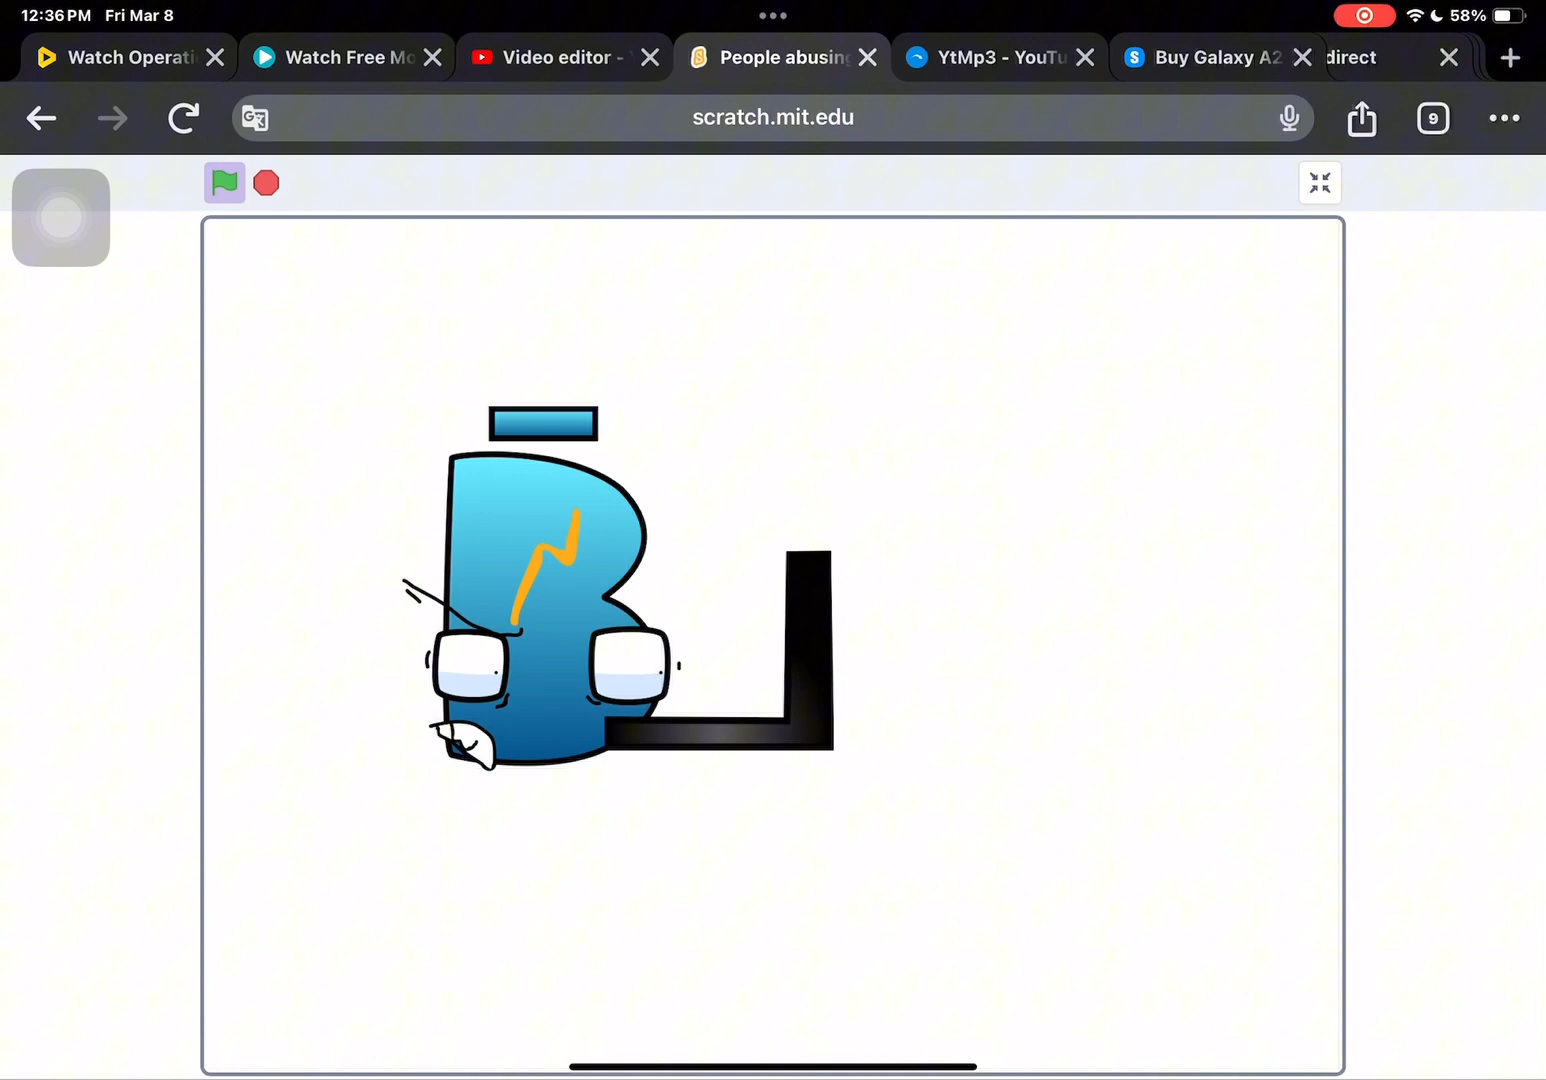 12:36 PM Fri Mar 8
58%
Watch Operati
Watch Free Mo
Video editor -
People abusing
YtMp3 - YouTu
Buy Galaxy A2
direct
scratch.mit.edu
9
B